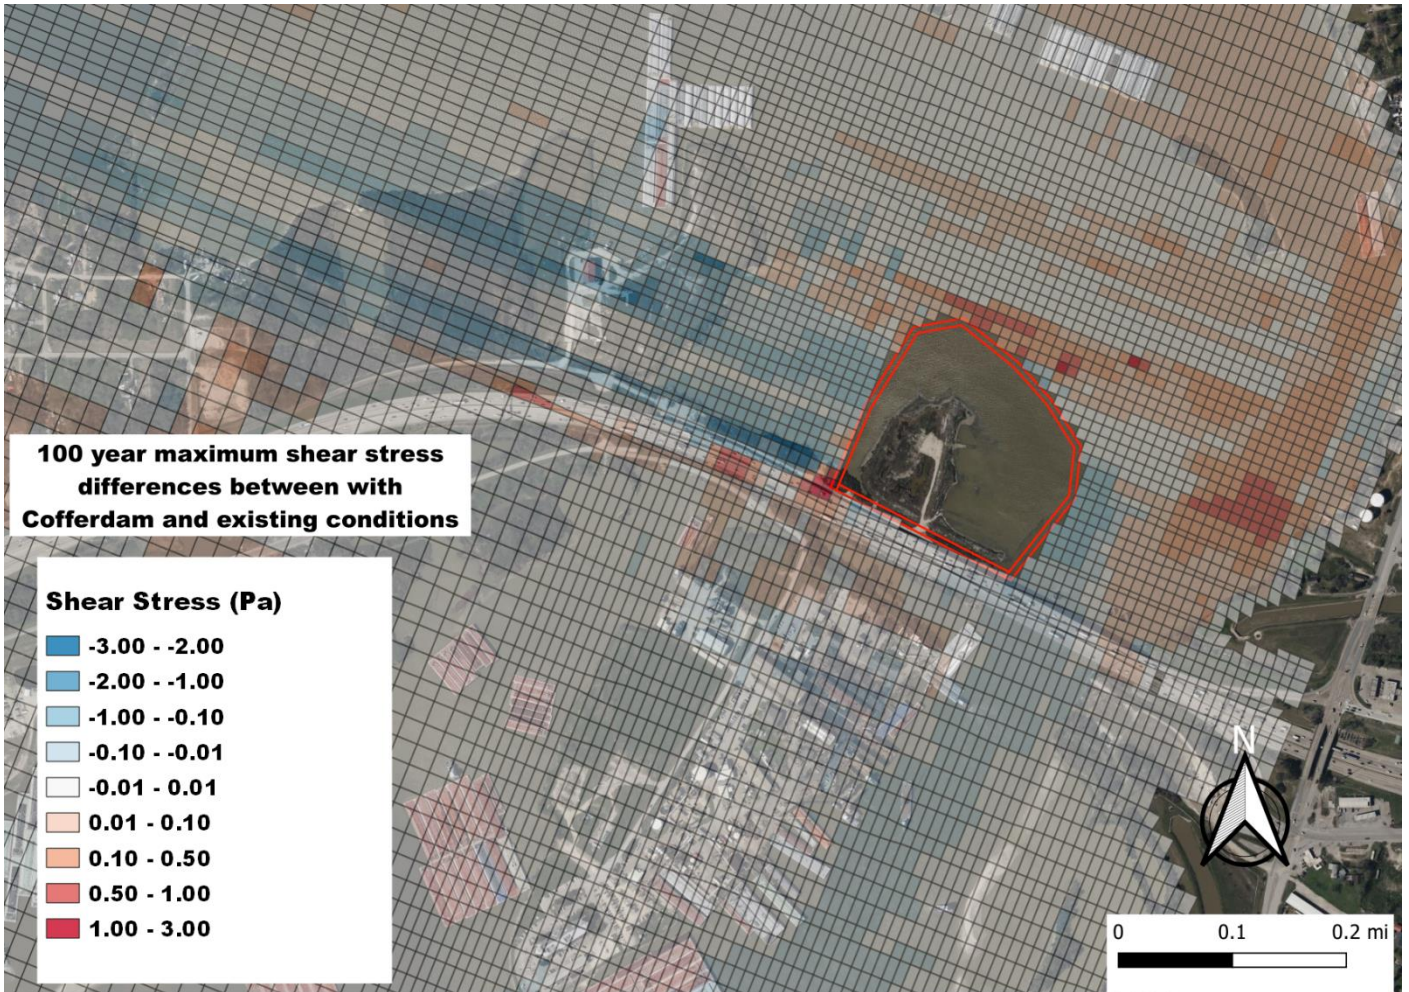 100 year maximum shear stress
differences between with
Cofferdam and existing conditions
Shear Stress (Pa)
-3.00 - -2.00
-2.00 - -1.00
-1.00 - -0.10
-0.10 - -0.01
-0.01 - 0.01
0.01 - 0.10
0.10 - 0.50
0.50 - 1.00
1.00 - 3.00
N
0 0.1 0.2 mi